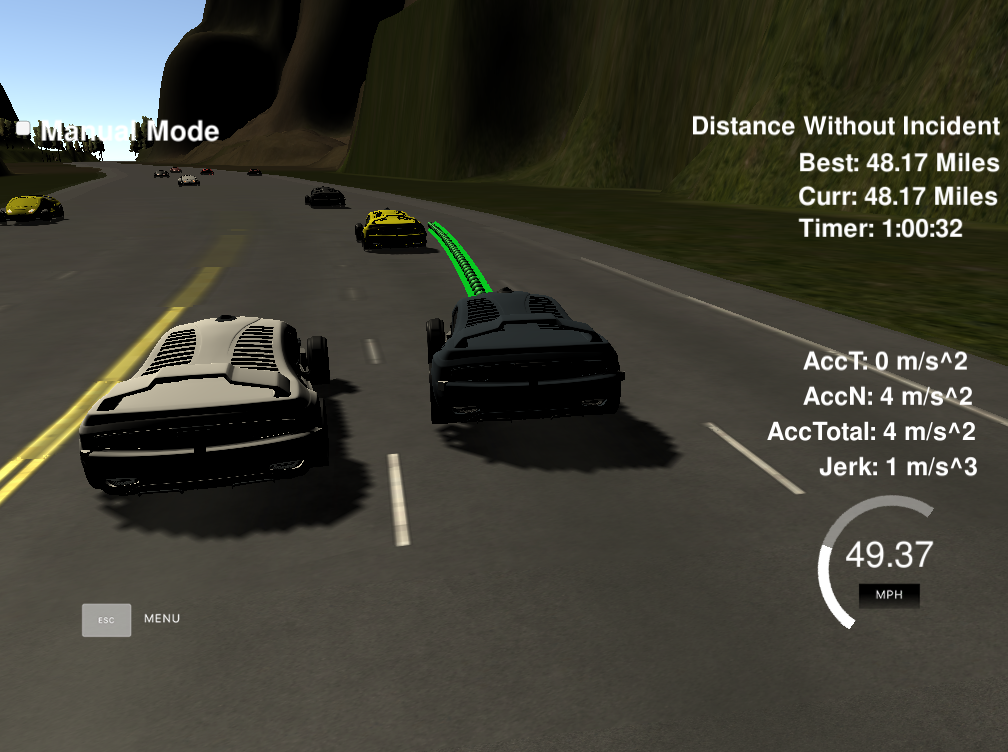 Manual Mode
Distance Without Incident
Best: 48.17 Miles
Curr: 48.17 Miles
Timer: 1:00:32
AccT: 0 m/s^2
AccN: 4 m/s^2
AccTotal: 4 m/s^2
Jerk: 1 m/s^3
49.37
MPH
ESC MENU